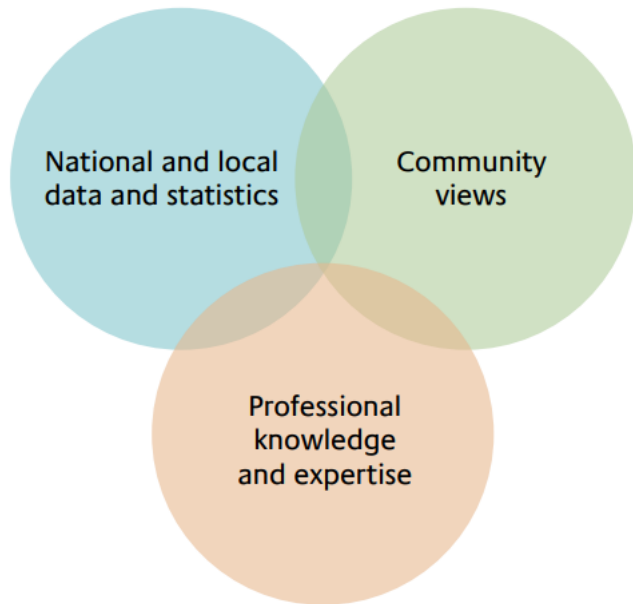 National and local
data and statistics
Community
views
Professional
knowledge
and expertise